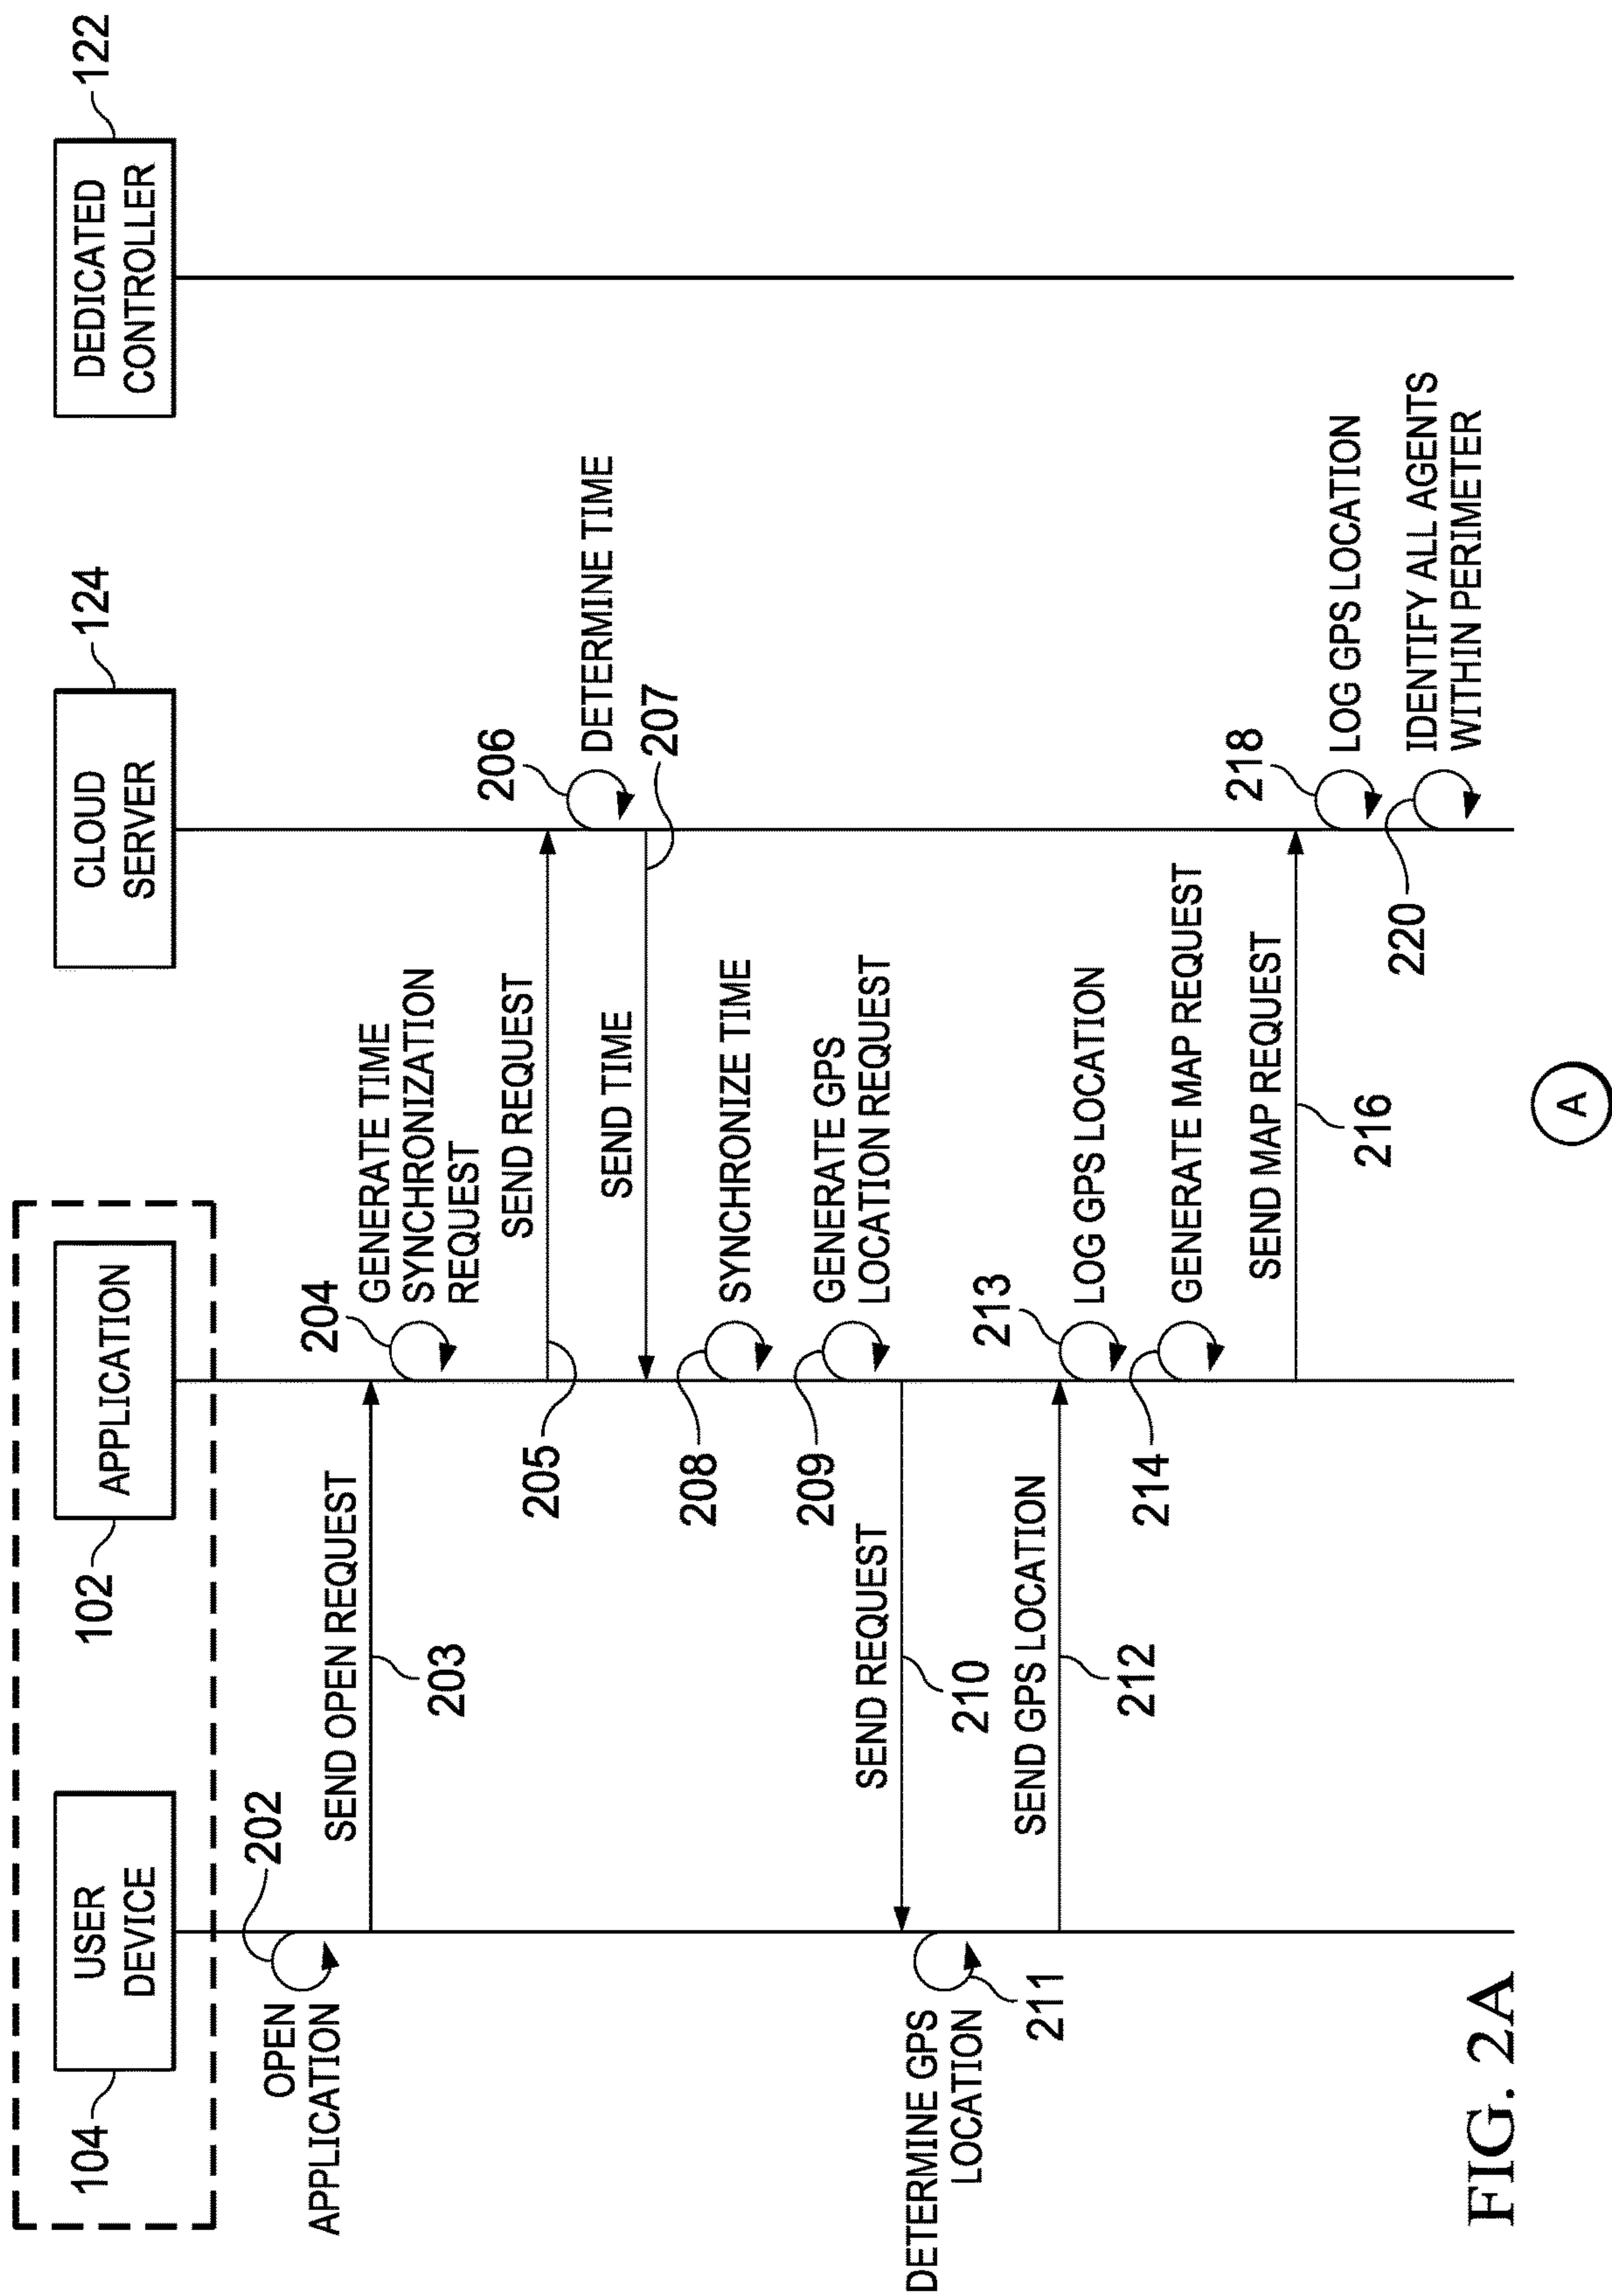 104
USER
DEVICE
102
APPLICATION
CLOUD
SERVER
124
DEDICATED
CONTROLLER
122
OPEN
APPLICATION
202
SEND OPEN REQUEST
203
204
GENERATE TIME
SYNCHRONIZATION
REQUEST
SEND REQUEST
205
206
DETERMINE TIME
SEND TIME
207
208
SYNCHRONIZE TIME
209
GENERATE GPS
LOCATION REQUEST
SEND REQUEST
210
DETERMINE GPS
LOCATION
211
SEND GPS LOCATION
212
213
LOG GPS LOCATION
214
GENERATE MAP REQUEST
SEND MAP REQUEST
216
218
LOG GPS LOCATION
220
IDENTIFY ALL AGENTS
WITHIN PERIMETER
A
FIG. 2A